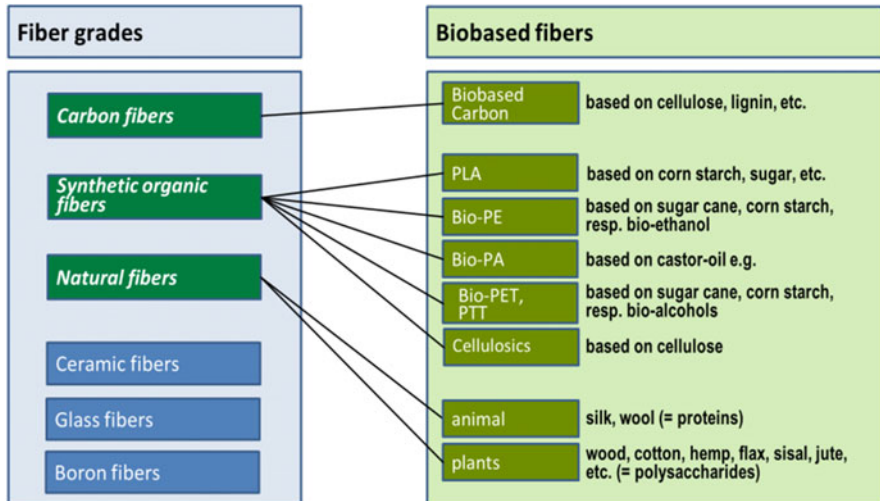 Fiber grades
Carbon fibers
Synthetic organic
fibers
Natural fibers
Ceramic fibers
Glass fibers
Boron fibers
Biobased fibers
Biobased
Carbon
based on cellulose, lignin, etc.
PLA
based on corn starch, sugar, etc.
Bio-PE
based on sugar cane, corn starch,
resp. bio-ethanol
Bio-PA
based on castor-oil e.g.
Bio-PET,
PTT
based on sugar cane, corn starch,
resp. bio-alcohols
Cellulosics
based on cellulose
animal
silk, wool (= proteins)
plants
wood, cotton, hemp, flax, sisal, jute,
etc. (= polysaccharides)